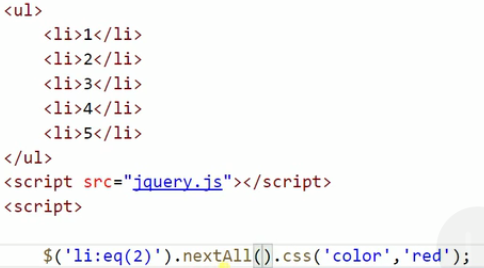 <ul>
    <li>1</li>
    <li>2</li>
    <li>3</li>
    <li>4</li>
    <li>5</li>
</ul>
<script src="jquery.js"></script>
<script>
    $('li:eq(2)').nextAll().css('color','red');